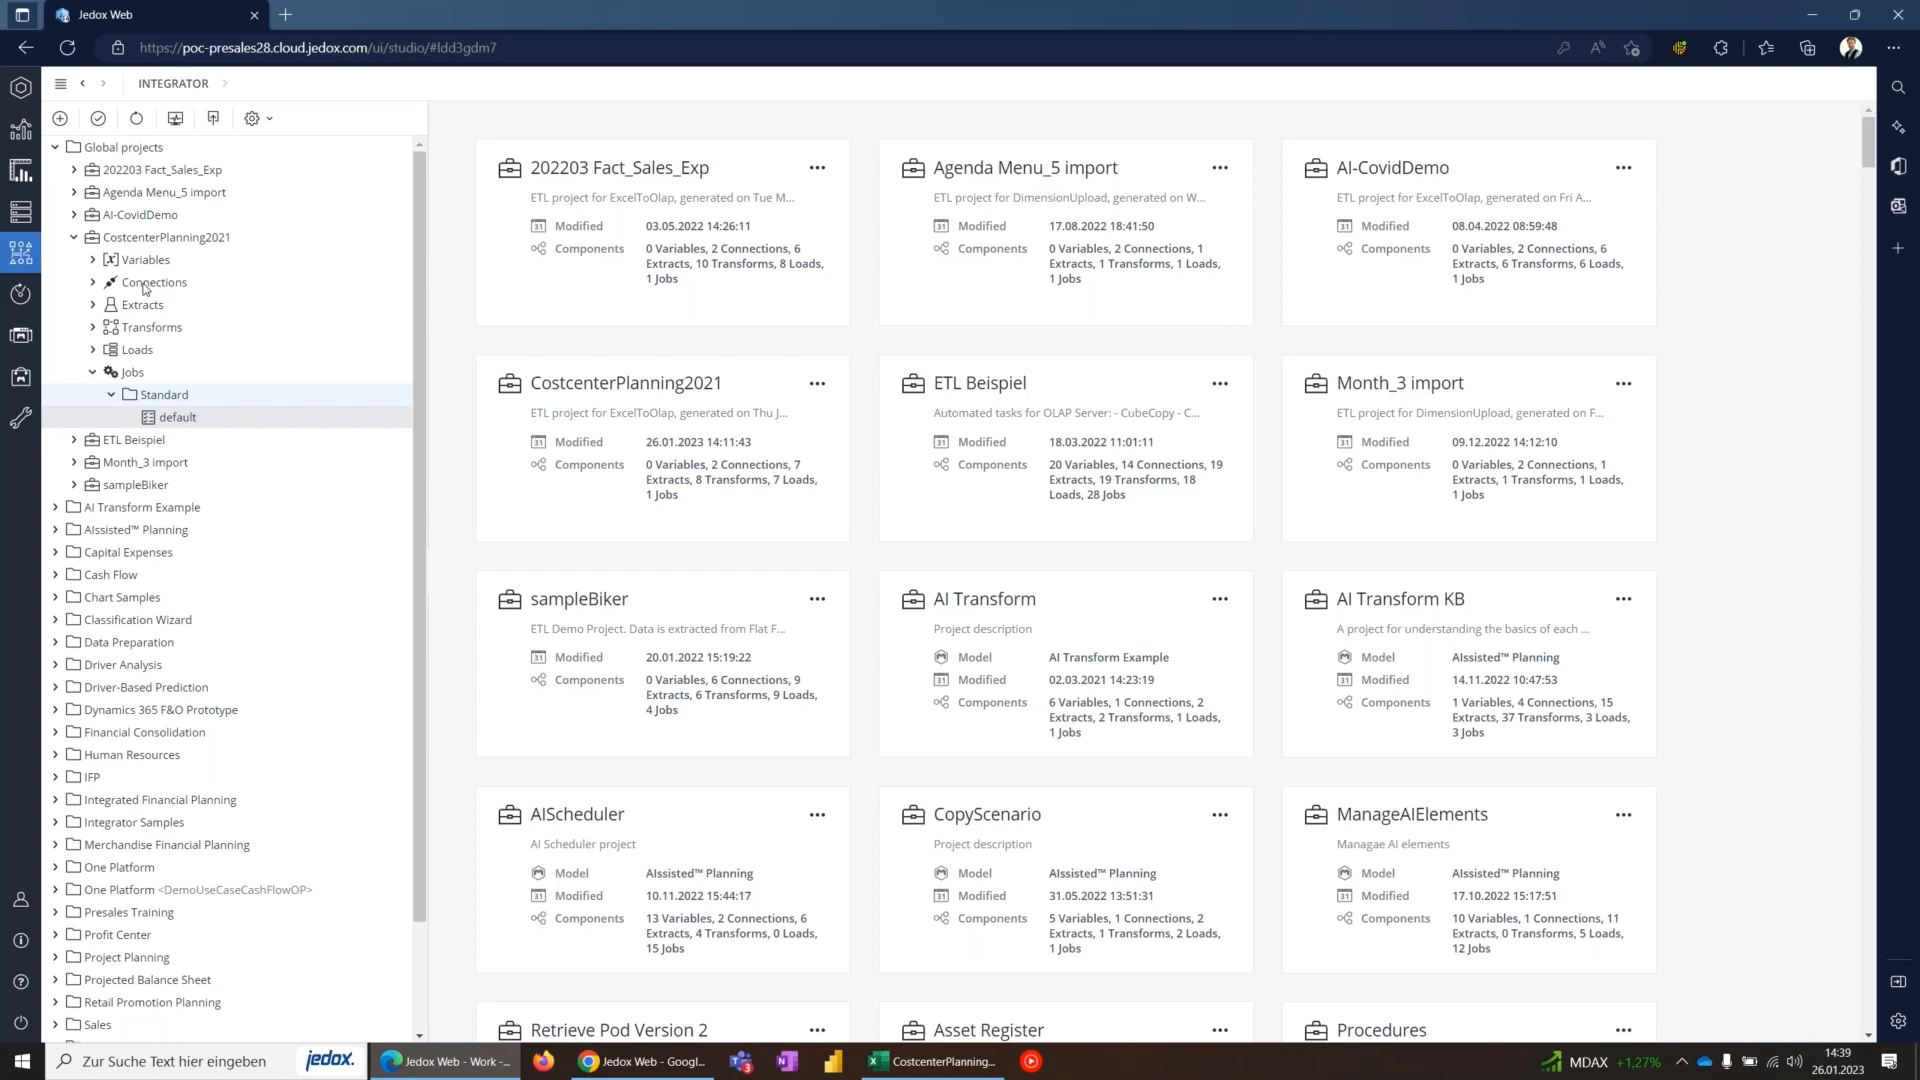 Jedox Web
https://poc-presales28.cloud.jedox.com/ui/studio/#ldd3gdm7
INTEGRATOR
Global projects
202203 Fact_Sales_Exp
Agenda Menu_5 import
AI-CovidDemo
CostcenterPlanning2021
Variables
Connections
Extracts
Transforms
Loads
Jobs
Standard
default
ETL Beispiel
Month_3 import
sampleBiker
AI Transform Example
AIssisted™ Planning
Capital Expenses
Cash Flow
Chart Samples
Classification Wizard
Data Preparation
Driver Analysis
Driver-Based Prediction
Dynamics 365 F&O Prototype
Financial Consolidation
Human Resources
IFP
Integrated Financial Planning
Integrator Samples
Merchandise Financial Planning
One Platform
One Platform <DemoUseCaseCashFlowOP>
Presales Training
Profit Center
Project Planning
Projected Balance Sheet
Retail Promotion Planning
Sales
202203 Fact_Sales_Exp
ETL project for ExcelToOlap, generated on Tue M...
Modified 03.05.2022 14:26:11
Components 0 Variables, 2 Connections, 6
Extracts, 10 Transforms, 8 Loads,
1 Jobs
Agenda Menu_5 import
ETL project for DimensionUpload, generated on W...
Modified 17.08.2022 18:41:50
Components 0 Variables, 2 Connections, 1
Extracts, 1 Transforms, 1 Loads,
1 Jobs
AI-CovidDemo
ETL project for ExcelToOlap, generated on Fri A...
Modified 08.04.2022 08:59:48
Components 0 Variables, 2 Connections, 6
Extracts, 6 Transforms, 6 Loads,
1 Jobs
CostcenterPlanning2021
ETL project for ExcelToOlap, generated on Thu J...
Modified 26.01.2023 14:11:43
Components 0 Variables, 2 Connections, 7
Extracts, 8 Transforms, 7 Loads,
1 Jobs
ETL Beispiel
Automated tasks for OLAP Server: - CubeCopy - C...
Modified 18.03.2022 11:01:11
Components 20 Variables, 14 Connections, 19
Extracts, 19 Transforms, 18
Loads, 28 Jobs
Month_3 import
ETL project for DimensionUpload, generated on F...
Modified 09.12.2022 14:12:10
Components 0 Variables, 2 Connections, 1
Extracts, 1 Transforms, 1 Loads,
1 Jobs
sampleBiker
ETL Demo Project. Data is extracted from Flat F...
Modified 20.01.2022 15:19:22
Components 0 Variables, 6 Connections, 9
Extracts, 6 Transforms, 9 Loads,
4 Jobs
AI Transform
Project description
Model AI Transform Example
Modified 02.03.2021 14:23:19
Components 6 Variables, 1 Connections, 2
Extracts, 2 Transforms, 1 Loads,
1 Jobs
AI Transform KB
A project for understanding the basics of each ...
Model AIssisted™ Planning
Modified 14.11.2022 10:47:53
Components 1 Variables, 4 Connections, 15
Extracts, 37 Transforms, 3 Loads,
3 Jobs
AIScheduler
AI Scheduler project
Model AIssisted™ Planning
Modified 10.11.2022 15:44:17
Components 13 Variables, 2 Connections, 6
Extracts, 4 Transforms, 0 Loads,
15 Jobs
CopyScenario
Project description
Model AIssisted™ Planning
Modified 31.05.2022 13:51:31
Components 5 Variables, 1 Connections, 2
Extracts, 1 Transforms, 2 Loads,
1 Jobs
ManageAIElements
Managae AI elements
Model AIssisted™ Planning
Modified 17.10.2022 15:17:51
Components 10 Variables, 1 Connections, 11
Extracts, 0 Transforms, 5 Loads,
12 Jobs
Retrieve Pod Version 2
Asset Register
Procedures
Zur Suche Text hier eingeben
jedox.
Jedox Web - Work -...
Jedox Web - Googl...
CostcenterPlanning...
MDAX +1,27%
14:39
26.01.2023